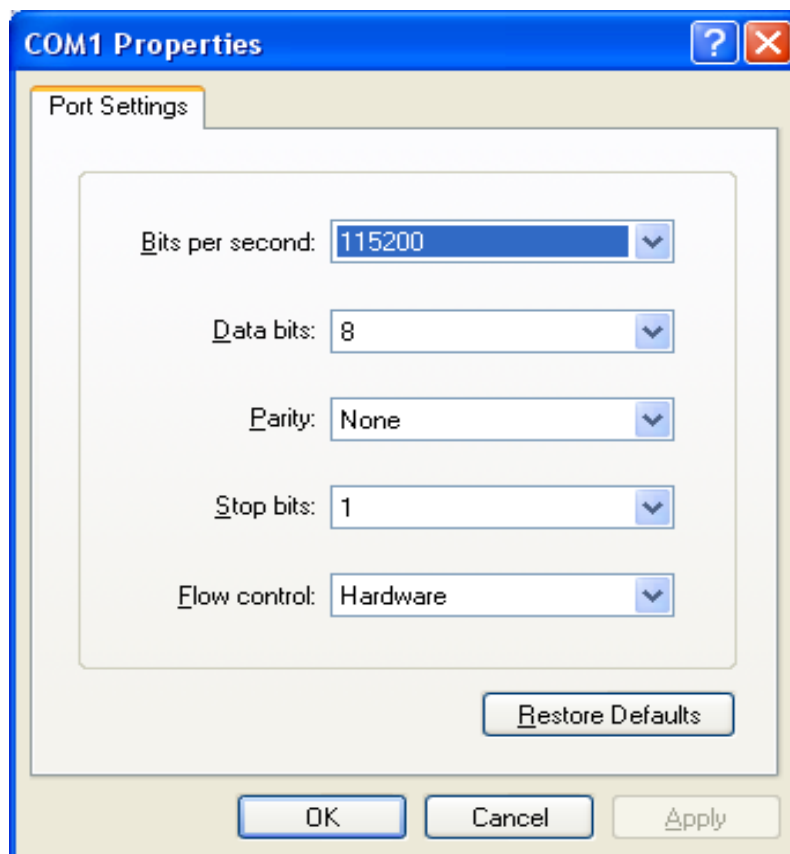 COM1 Properties
?
Port Settings
Bits per second: 115200
Data bits: 8
Parity: None
Stop bits: 1
Flow control: Hardware
Restore Defaults
OK Cancel Apply